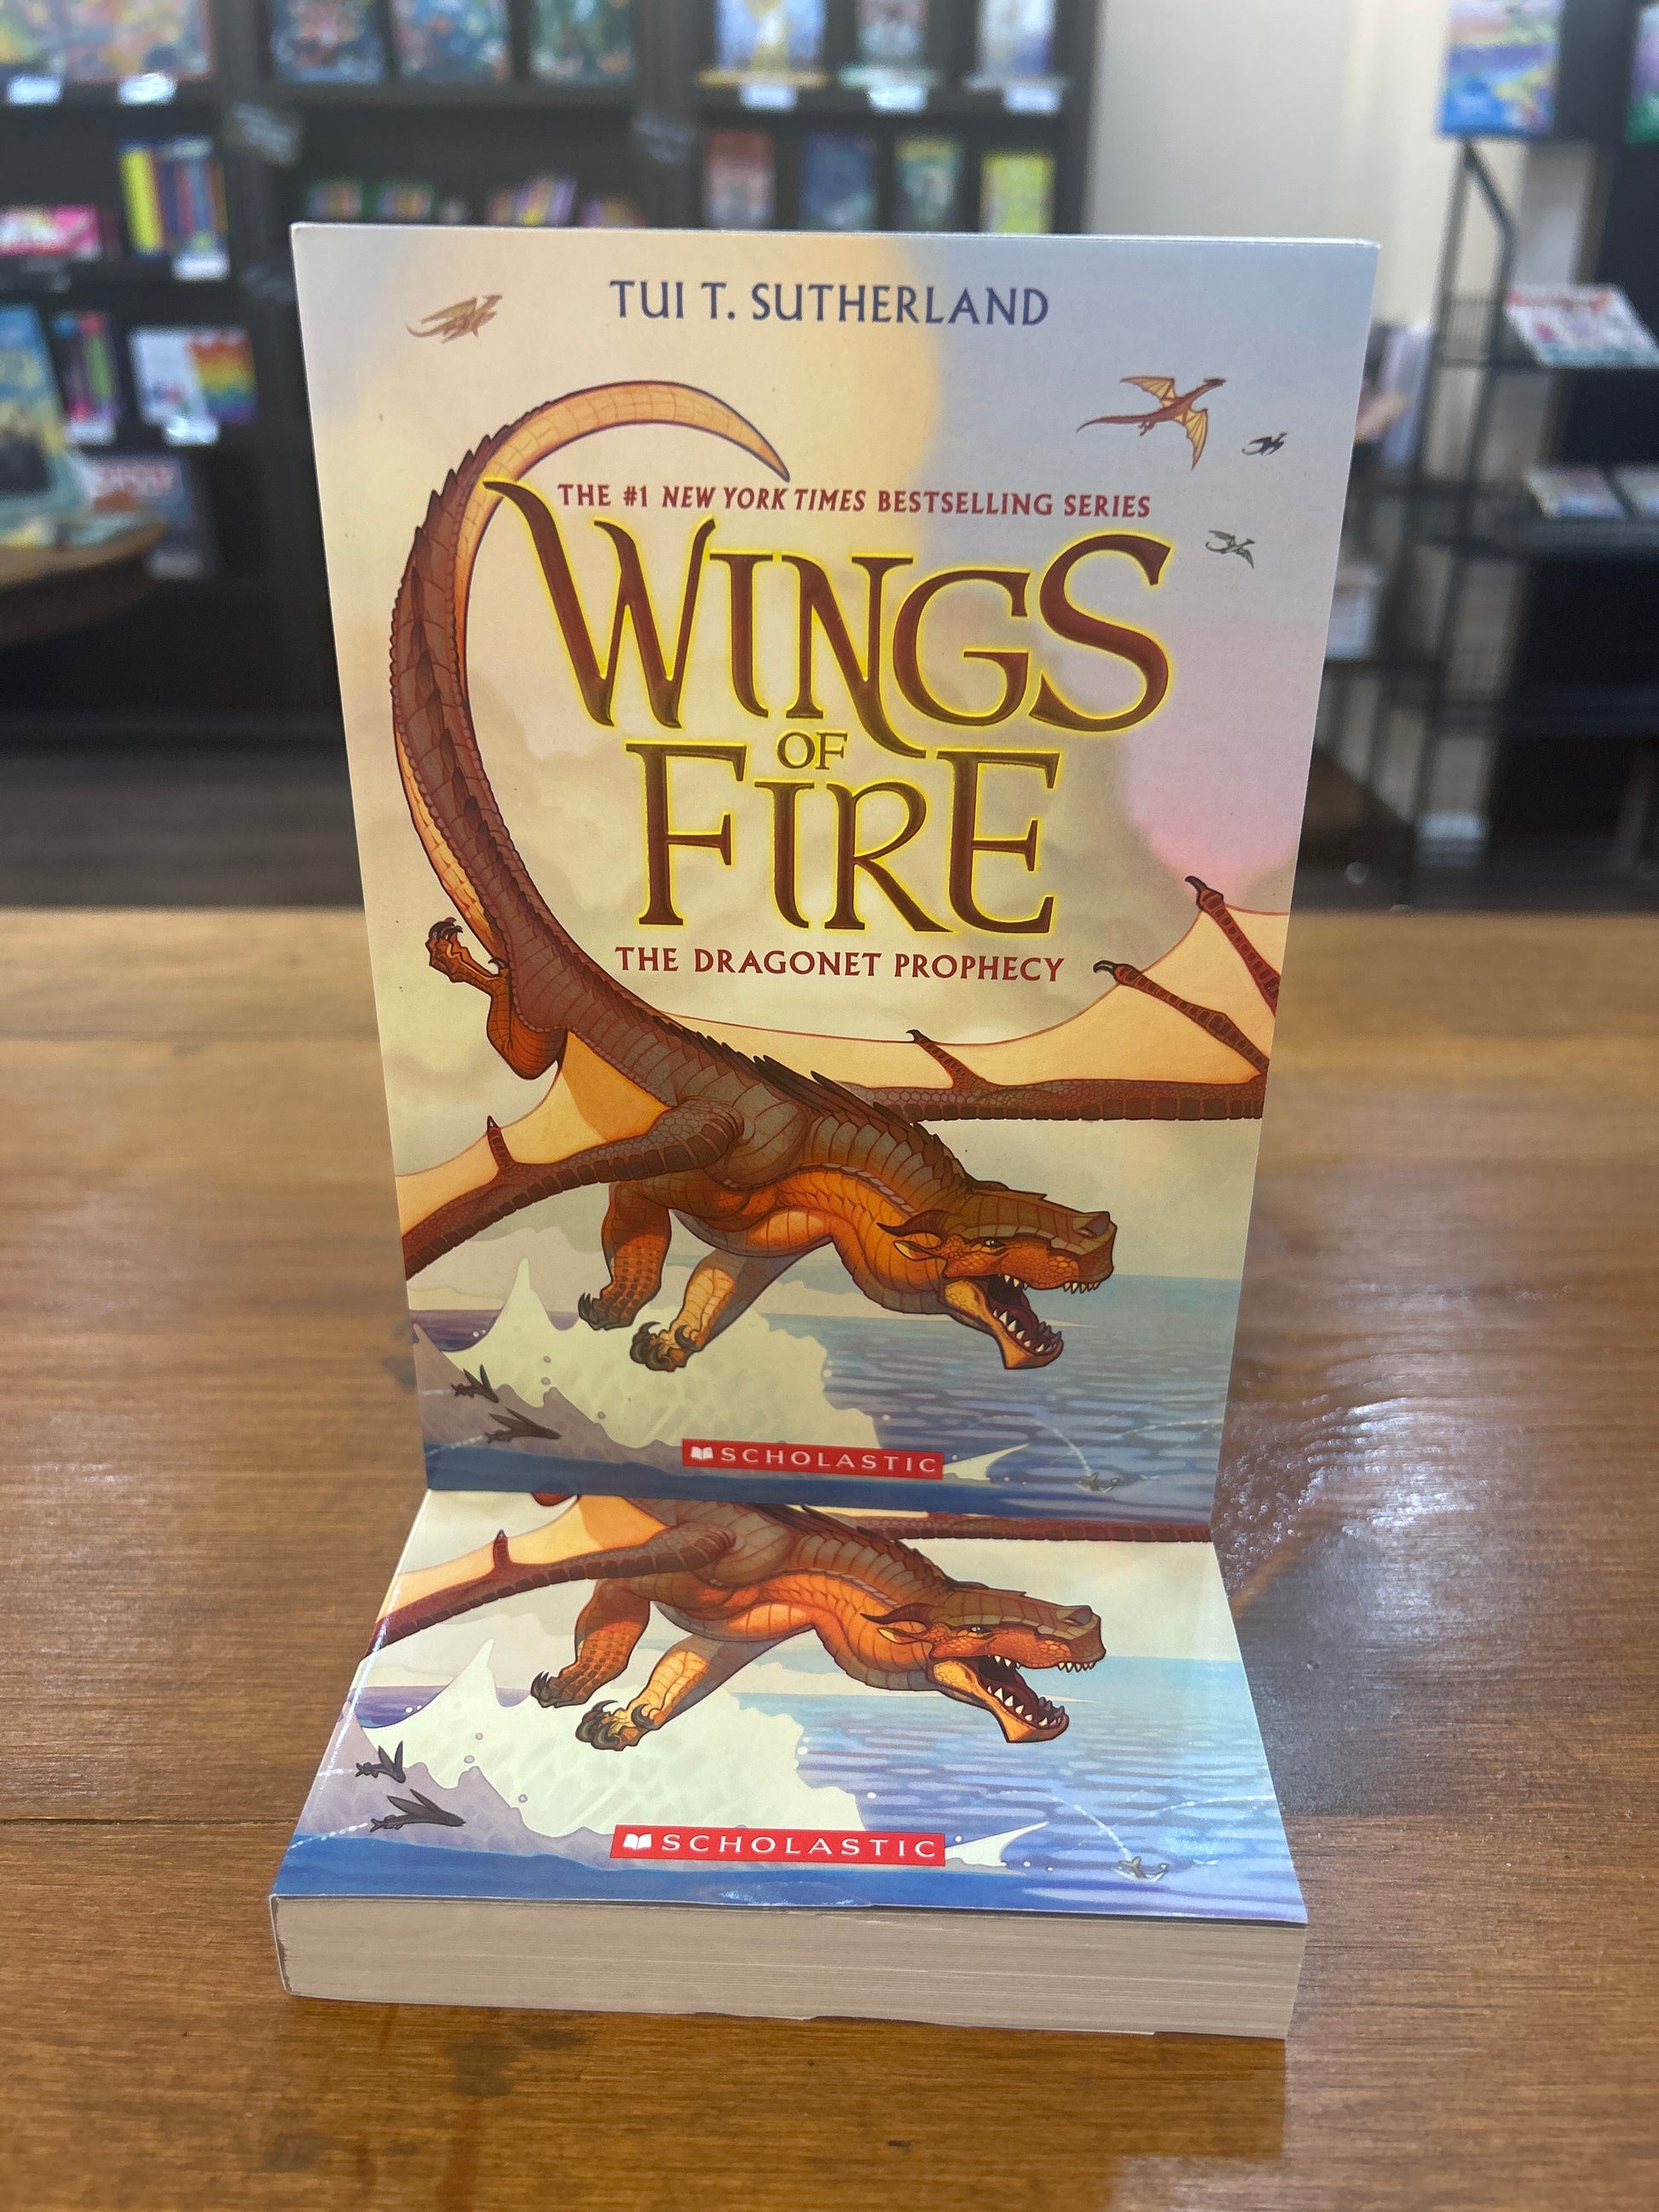 TUI T. SUTHERLAND
THE #1 NEW YORK TIMES BESTSELLING SERIES
WINGS
OF
FIRE
THE DRAGONET PROPHECY
SCHOLASTIC
SCHOLASTIC